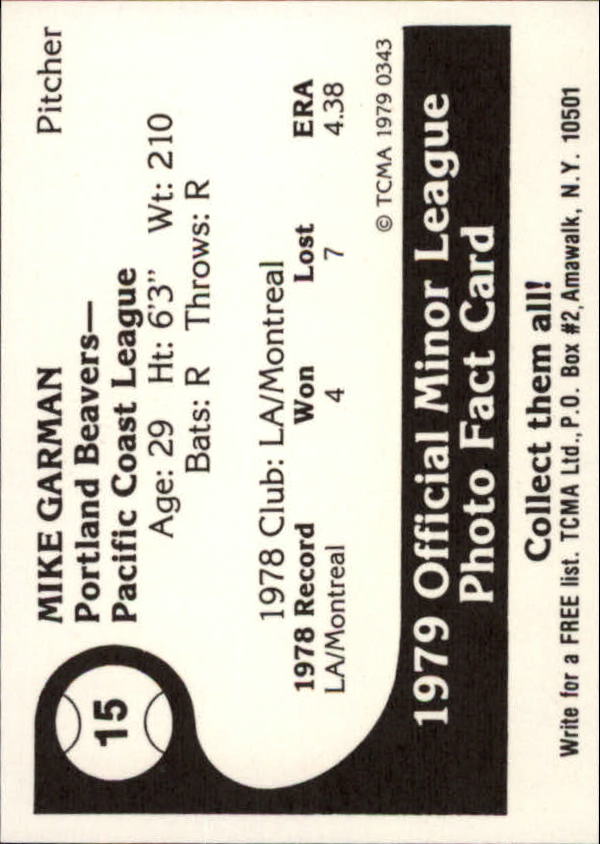 15
MIKE GARMAN Pitcher
Portland Beavers—
Pacific Coast League
Age: 29 Ht: 6'3" Wt: 210
Bats: R Throws: R
1978 Club: LA/Montreal
1978 Record Won Lost ERA
LA/Montreal 4 7 4.38
© TCMA 1979 0343
1979 Official Minor League
Photo Fact Card
Collect them all!
Write for a FREE list. TCMA Ltd., P.O. Box #2, Amawalk, N.Y. 10501